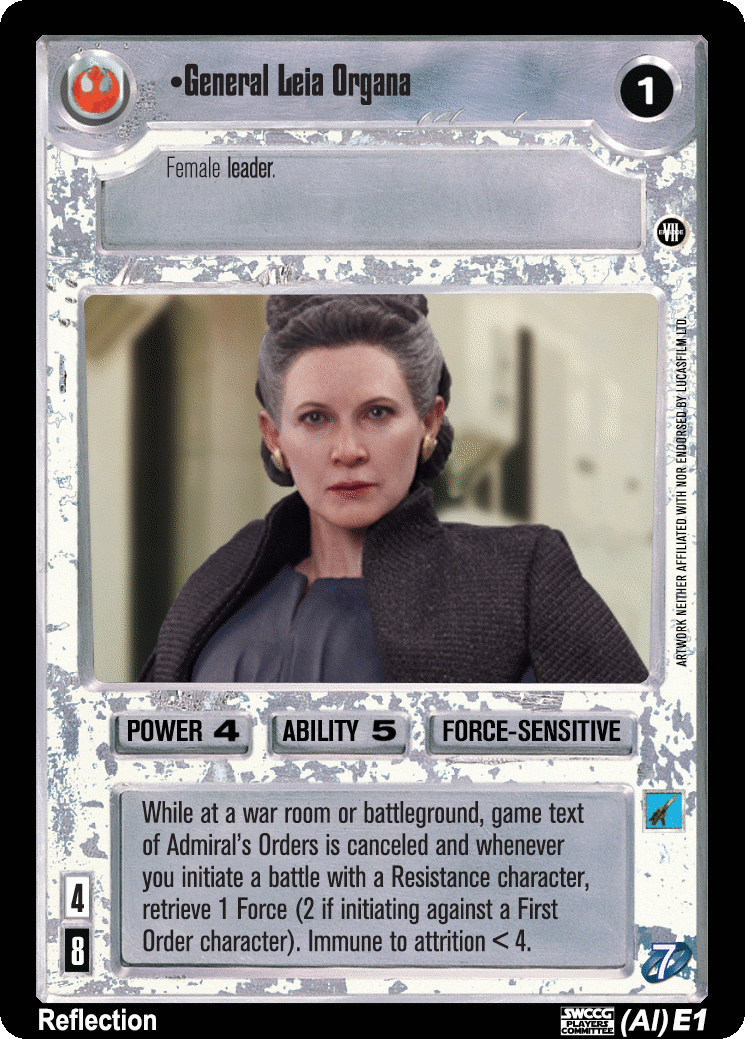 •General Leia Organa
1
Female leader.
EPISODE VII
ARTWORK NEITHER AFFILIATED WITH NOR ENDORSED BY LUCASFILM LTD.
POWER 4
ABILITY 5
FORCE-SENSITIVE
While at a war room or battleground, game text
of Admiral's Orders is canceled and whenever
you initiate a battle with a Resistance character,
retrieve 1 Force (2 if initiating against a First
Order character). Immune to attrition < 4.
4
8
7
Reflection
SWCCG
PLAYERS
COMMITTEE
(AI) E1